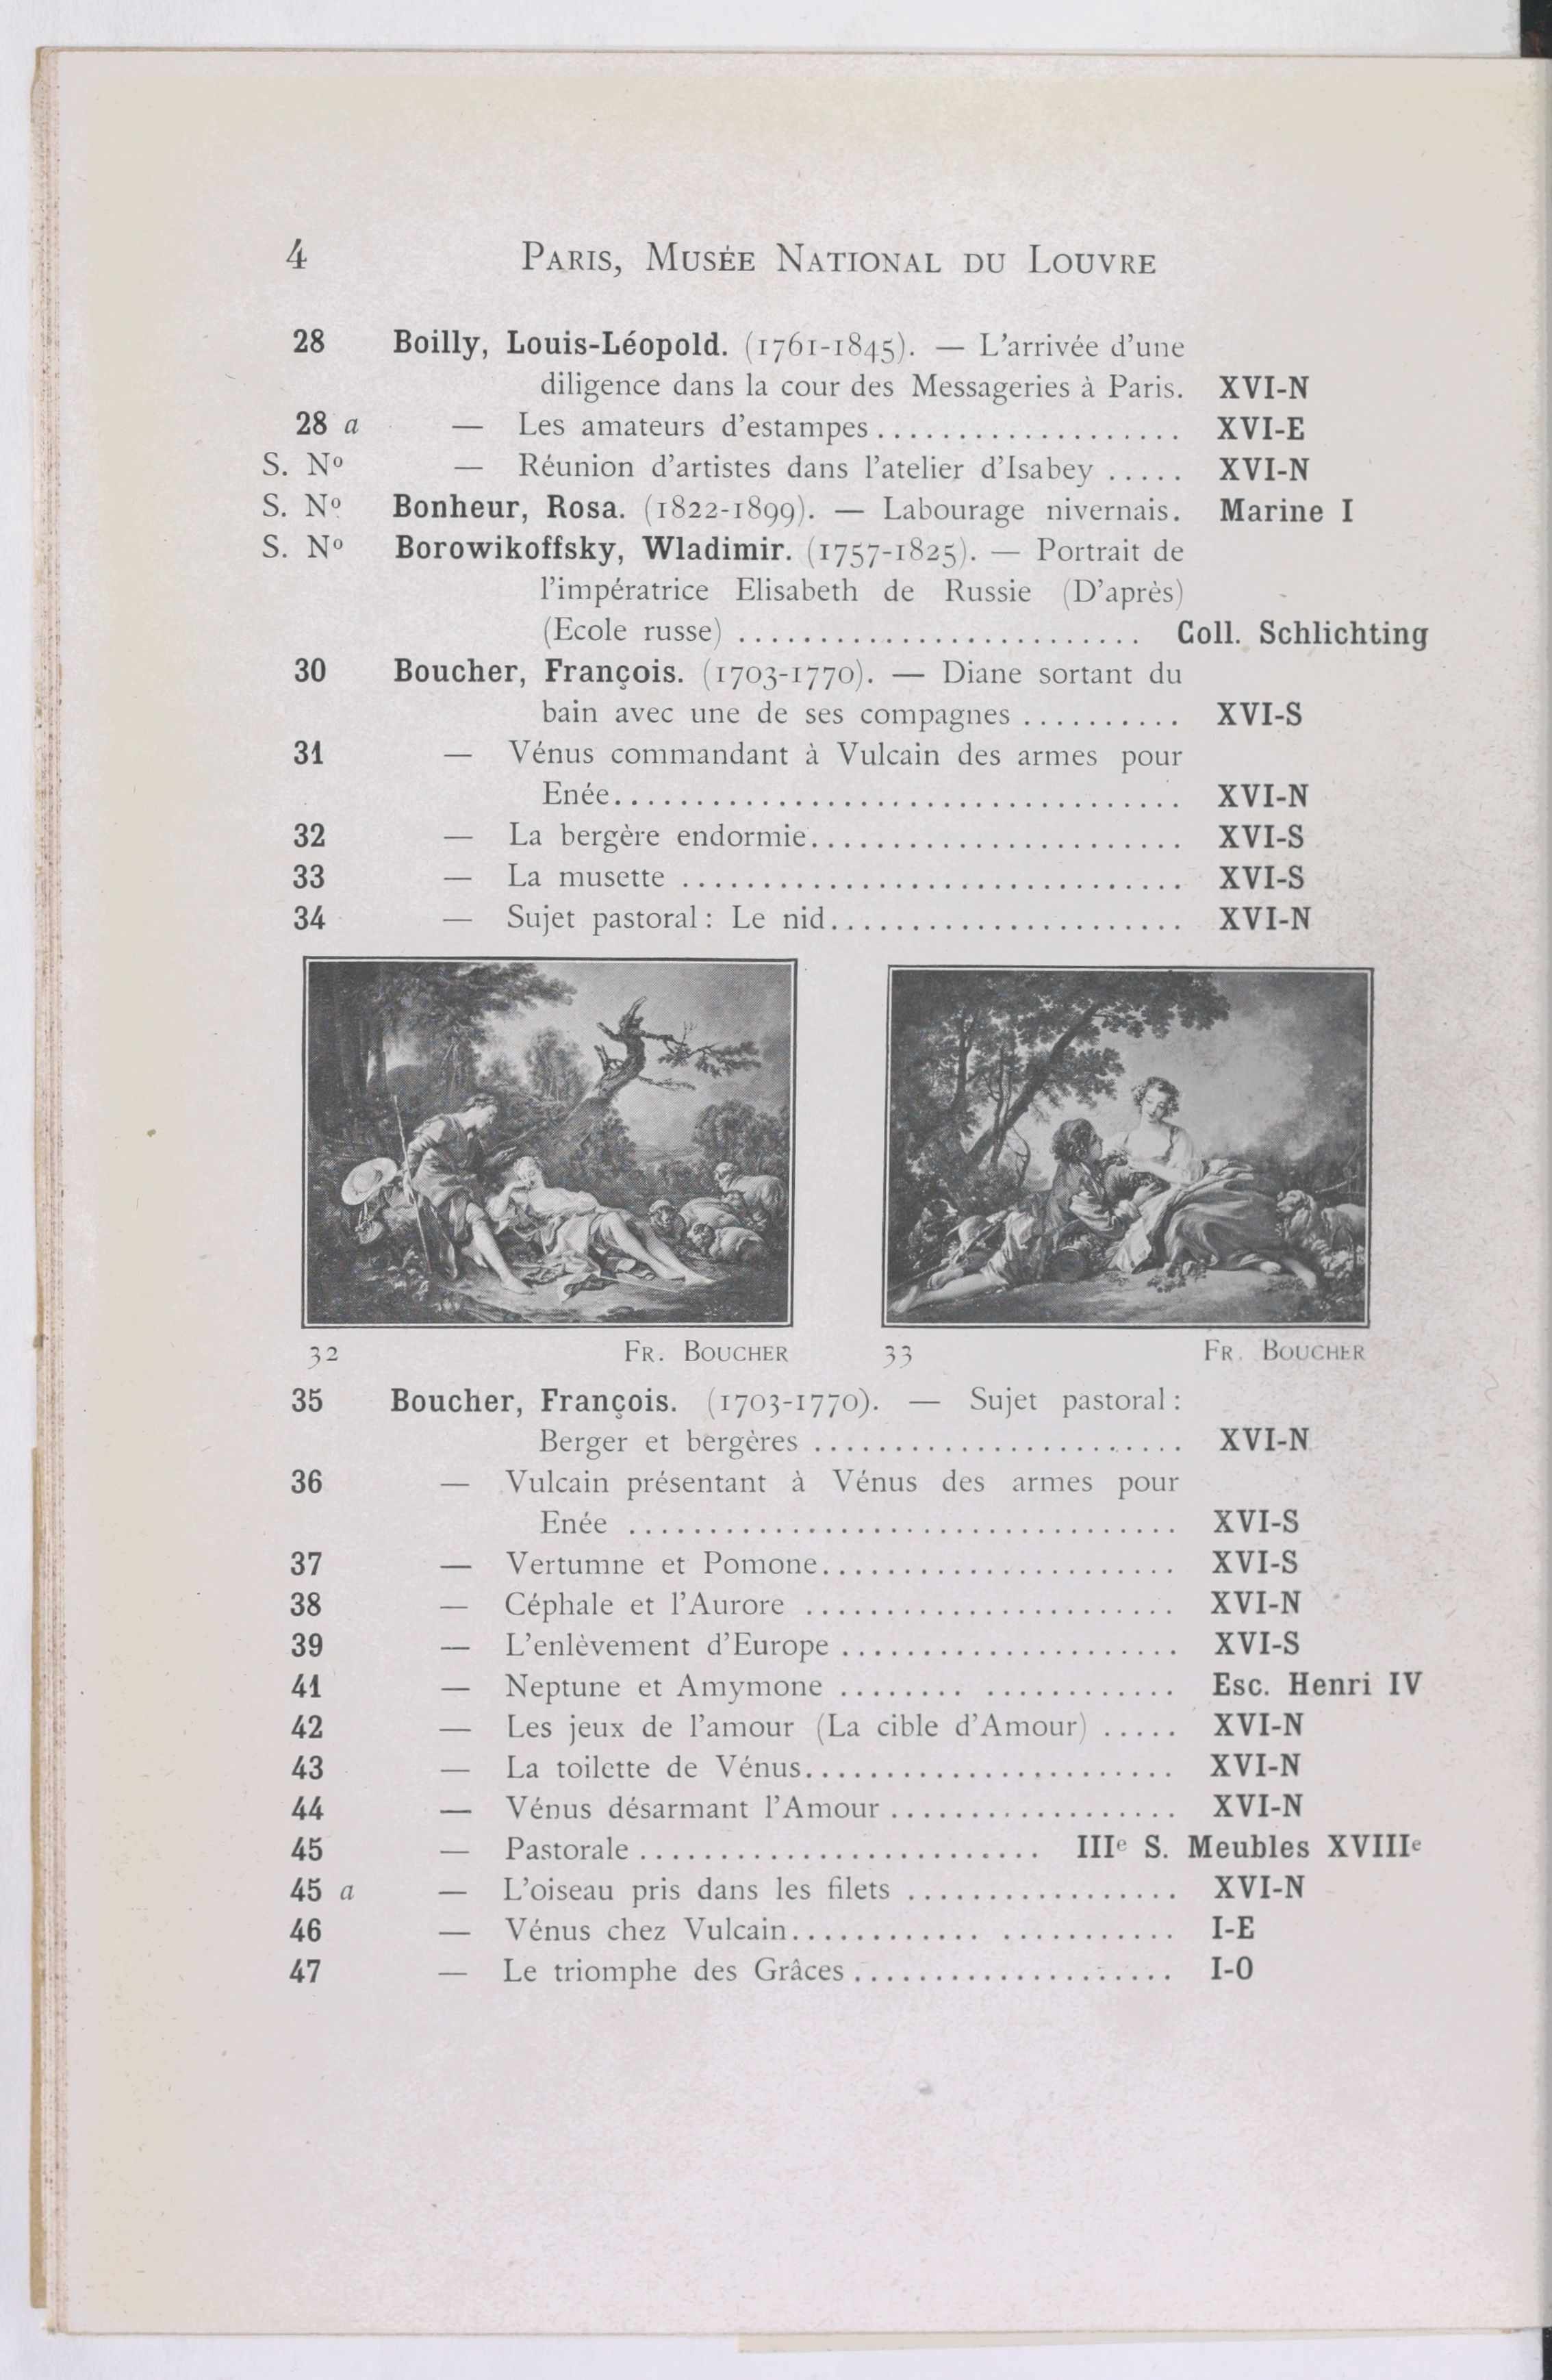 4 PARIS, MUSÉE NATIONAL DU LOUVRE
28 Boilly, Louis-Léopold. (1761-1845). — L'arrivée d'une
diligence dans la cour des Messageries à Paris. XVI-N
28 a — Les amateurs d'estampes ................... XVI-E
S. Nº — Réunion d'artistes dans l'atelier d'Isabey ..... XVI-N
S. Nº Bonheur, Rosa. (1822-1899). — Labourage nivernais. Marine I
S. Nº Borowikoffsky, Wladimir. (1757-1825). — Portrait de
l'impératrice Elisabeth de Russie (D'après)
(Ecole russe) ......................... Coll. Schlichting
30 Boucher, François. (1703-1770). — Diane sortant du
bain avec une de ses compagnes .......... XVI-S
31 — Vénus commandant à Vulcain des armes pour
Enée................................... XVI-N
32 — La bergère endormie....................... XVI-S
33 — La musette ............................... XVI-S
34 — Sujet pastoral : Le nid...................... XVI-N
32 FR. BOUCHER 33 FR. BOUCHER
35 Boucher, François. (1703-1770). — Sujet pastoral :
Berger et bergères ....................... XVI-N
36 — Vulcain présentant à Vénus des armes pour
Enée .................................. XVI-S
37 — Vertumne et Pomone...................... XVI-S
38 — Céphale et l'Aurore ....................... XVI-N
39 — L'enlèvement d'Europe ..................... XVI-S
41 — Neptune et Amymone ........ ............ Esc. Henri IV
42 — Les jeux de l'amour (La cible d'Amour) ..... XVI-N
43 — La toilette de Vénus....................... XVI-N
44 — Vénus désarmant l'Amour .................. XVI-N
45 — Pastorale ......................... IIIe S. Meubles XVIIIe
45 a — L'oiseau pris dans les filets ................. XVI-N
46 — Vénus chez Vulcain............ ........... I-E
47 — Le triomphe des Grâces .................... I-O